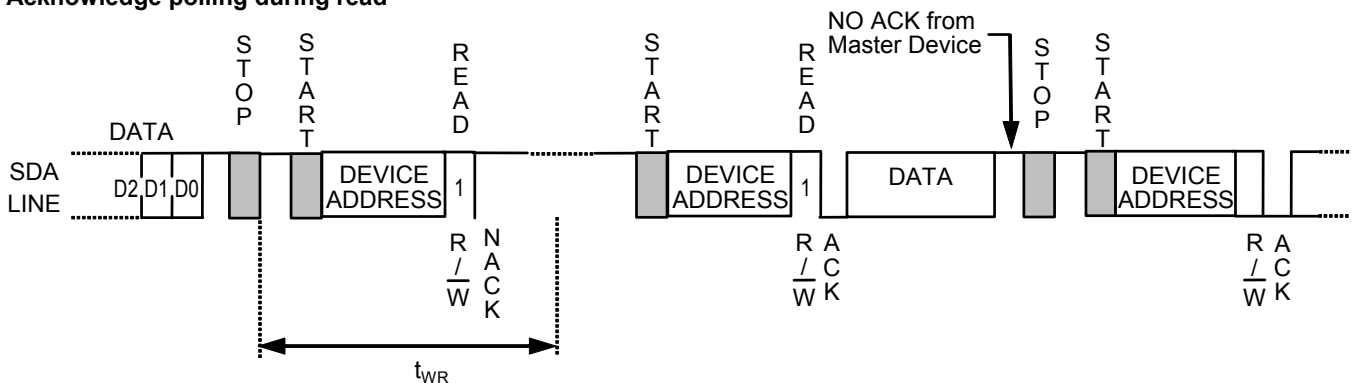 Acknowledge polling during read
NO ACK from
Master Device
STOP
START
READ
START
READ
STOP
START
DATA
SDA
LINE
D2 D1 D0
DEVICE
ADDRESS
1
DEVICE
ADDRESS
1
DATA
DEVICE
ADDRESS
R/W
NACK
R/W
ACK
R/W
ACK
tWR